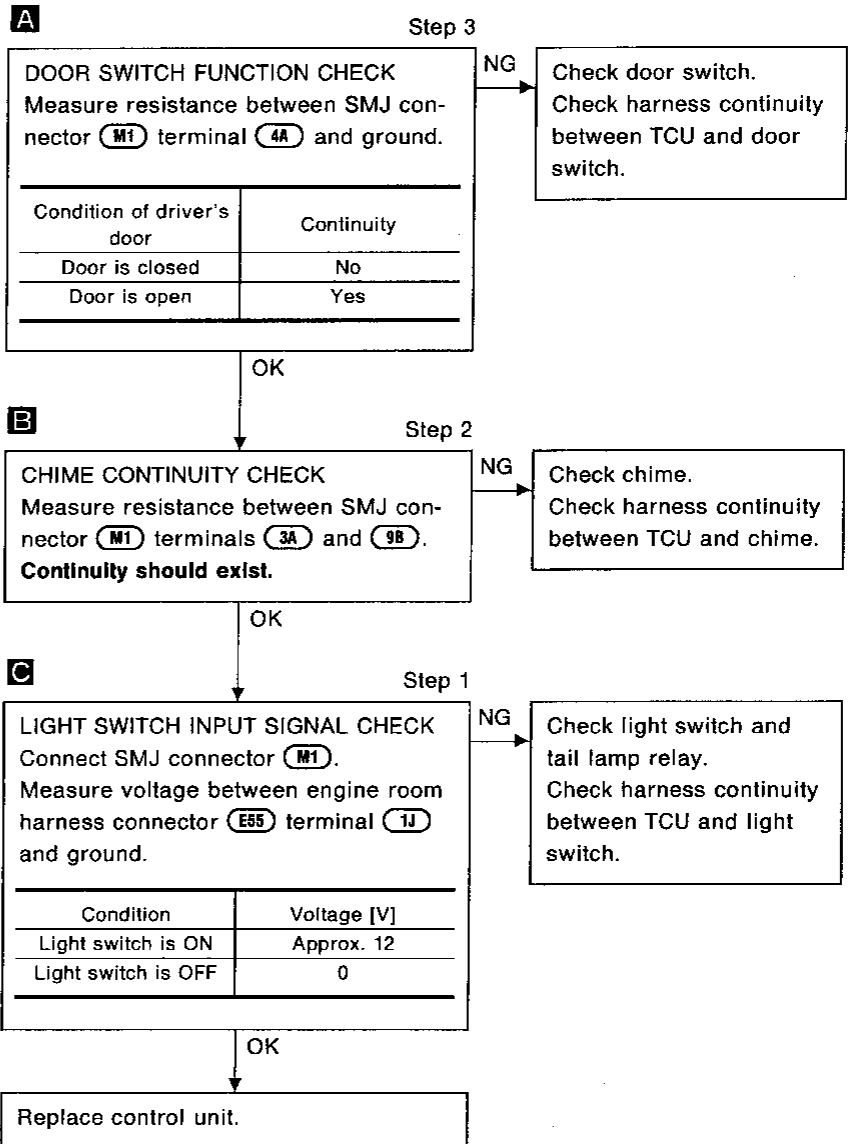 A
Step 3
DOOR SWITCH FUNCTION CHECK
Measure resistance between SMJ con-
nector M1 terminal 4A and ground.
Condition of driver's
door
Continuity
Door is closed No
Door is open Yes
NG
Check door switch.
Check harness continuity
between TCU and door
switch.
OK
B
Step 2
CHIME CONTINUITY CHECK
Measure resistance between SMJ con-
nector M1 terminals 3A and 9B.
Continuity should exist.
NG
Check chime.
Check harness continuity
between TCU and chime.
OK
C
Step 1
LIGHT SWITCH INPUT SIGNAL CHECK
Connect SMJ connector M1.
Measure voltage between engine room
harness connector E55 terminal 1J
and ground.
Condition Voltage [V]
Light switch is ON Approx. 12
Light switch is OFF 0
NG
Check light switch and
tail lamp relay.
Check harness continuity
between TCU and light
switch.
OK
Replace control unit.